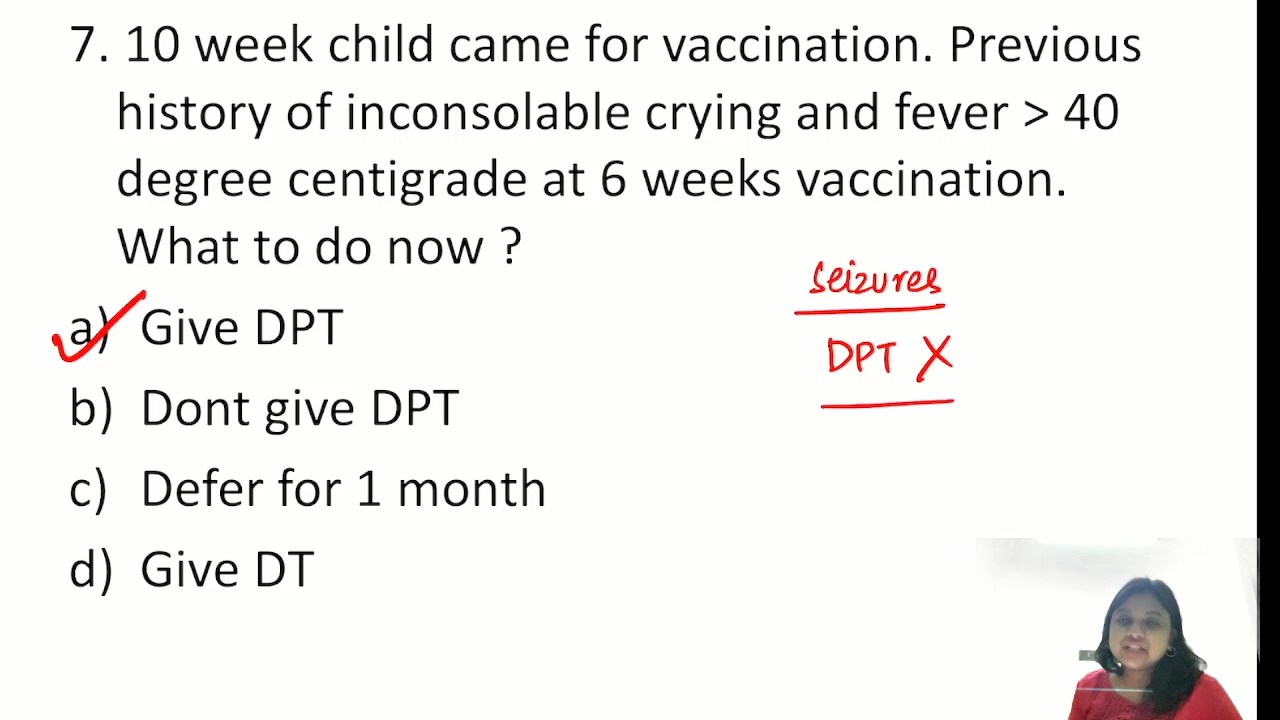 7. 10 week child came for vaccination. Previous
history of inconsolable crying and fever > 40
degree centigrade at 6 weeks vaccination.
What to do now ?
seizures
a) Give DPT
DPT X
b) Dont give DPT
c) Defer for 1 month
d) Give DT